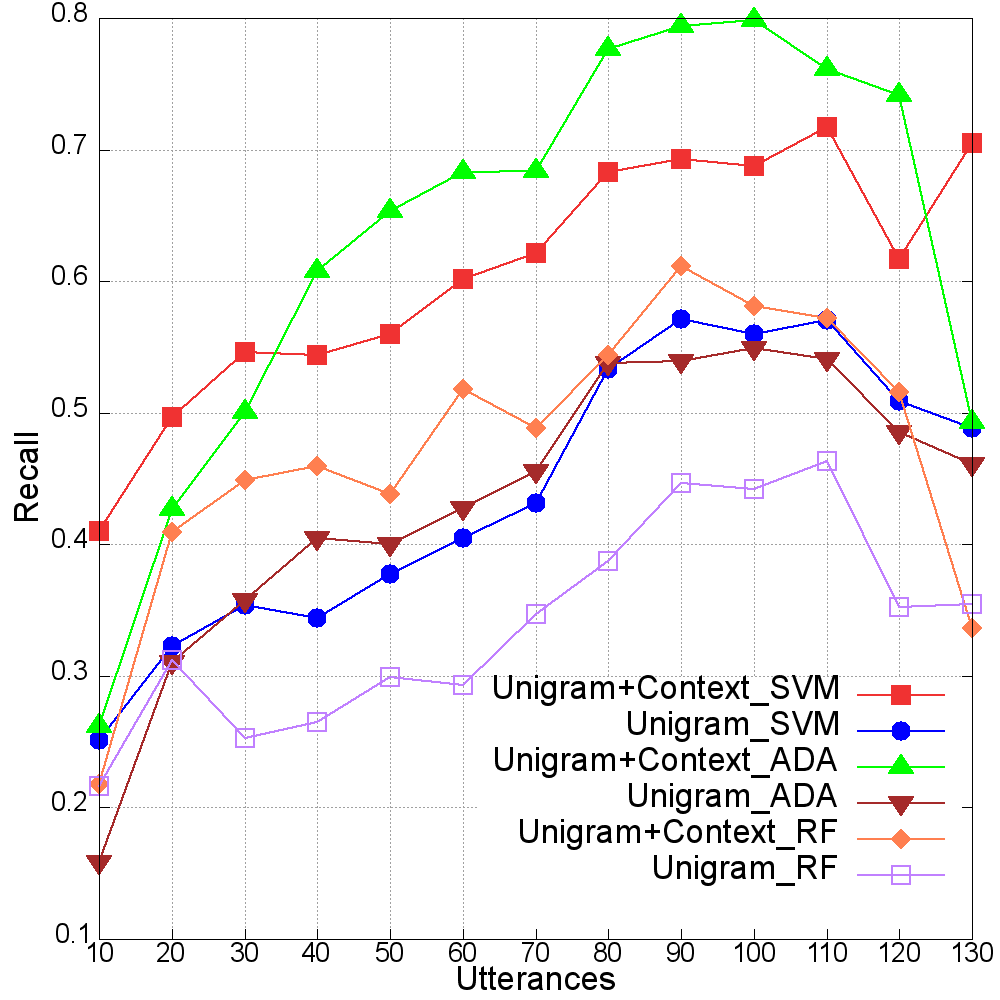 0.8
0.7
0.6
0.5
0.4
0.3
0.2
0.1
Recall
Unigram+Context_SVM
Unigram_SVM
Unigram+Context_ADA
Unigram_ADA
Unigram+Context_RF
Unigram_RF
10 20 30 40 50 60 70 80 90 100 110 120 130
Utterances